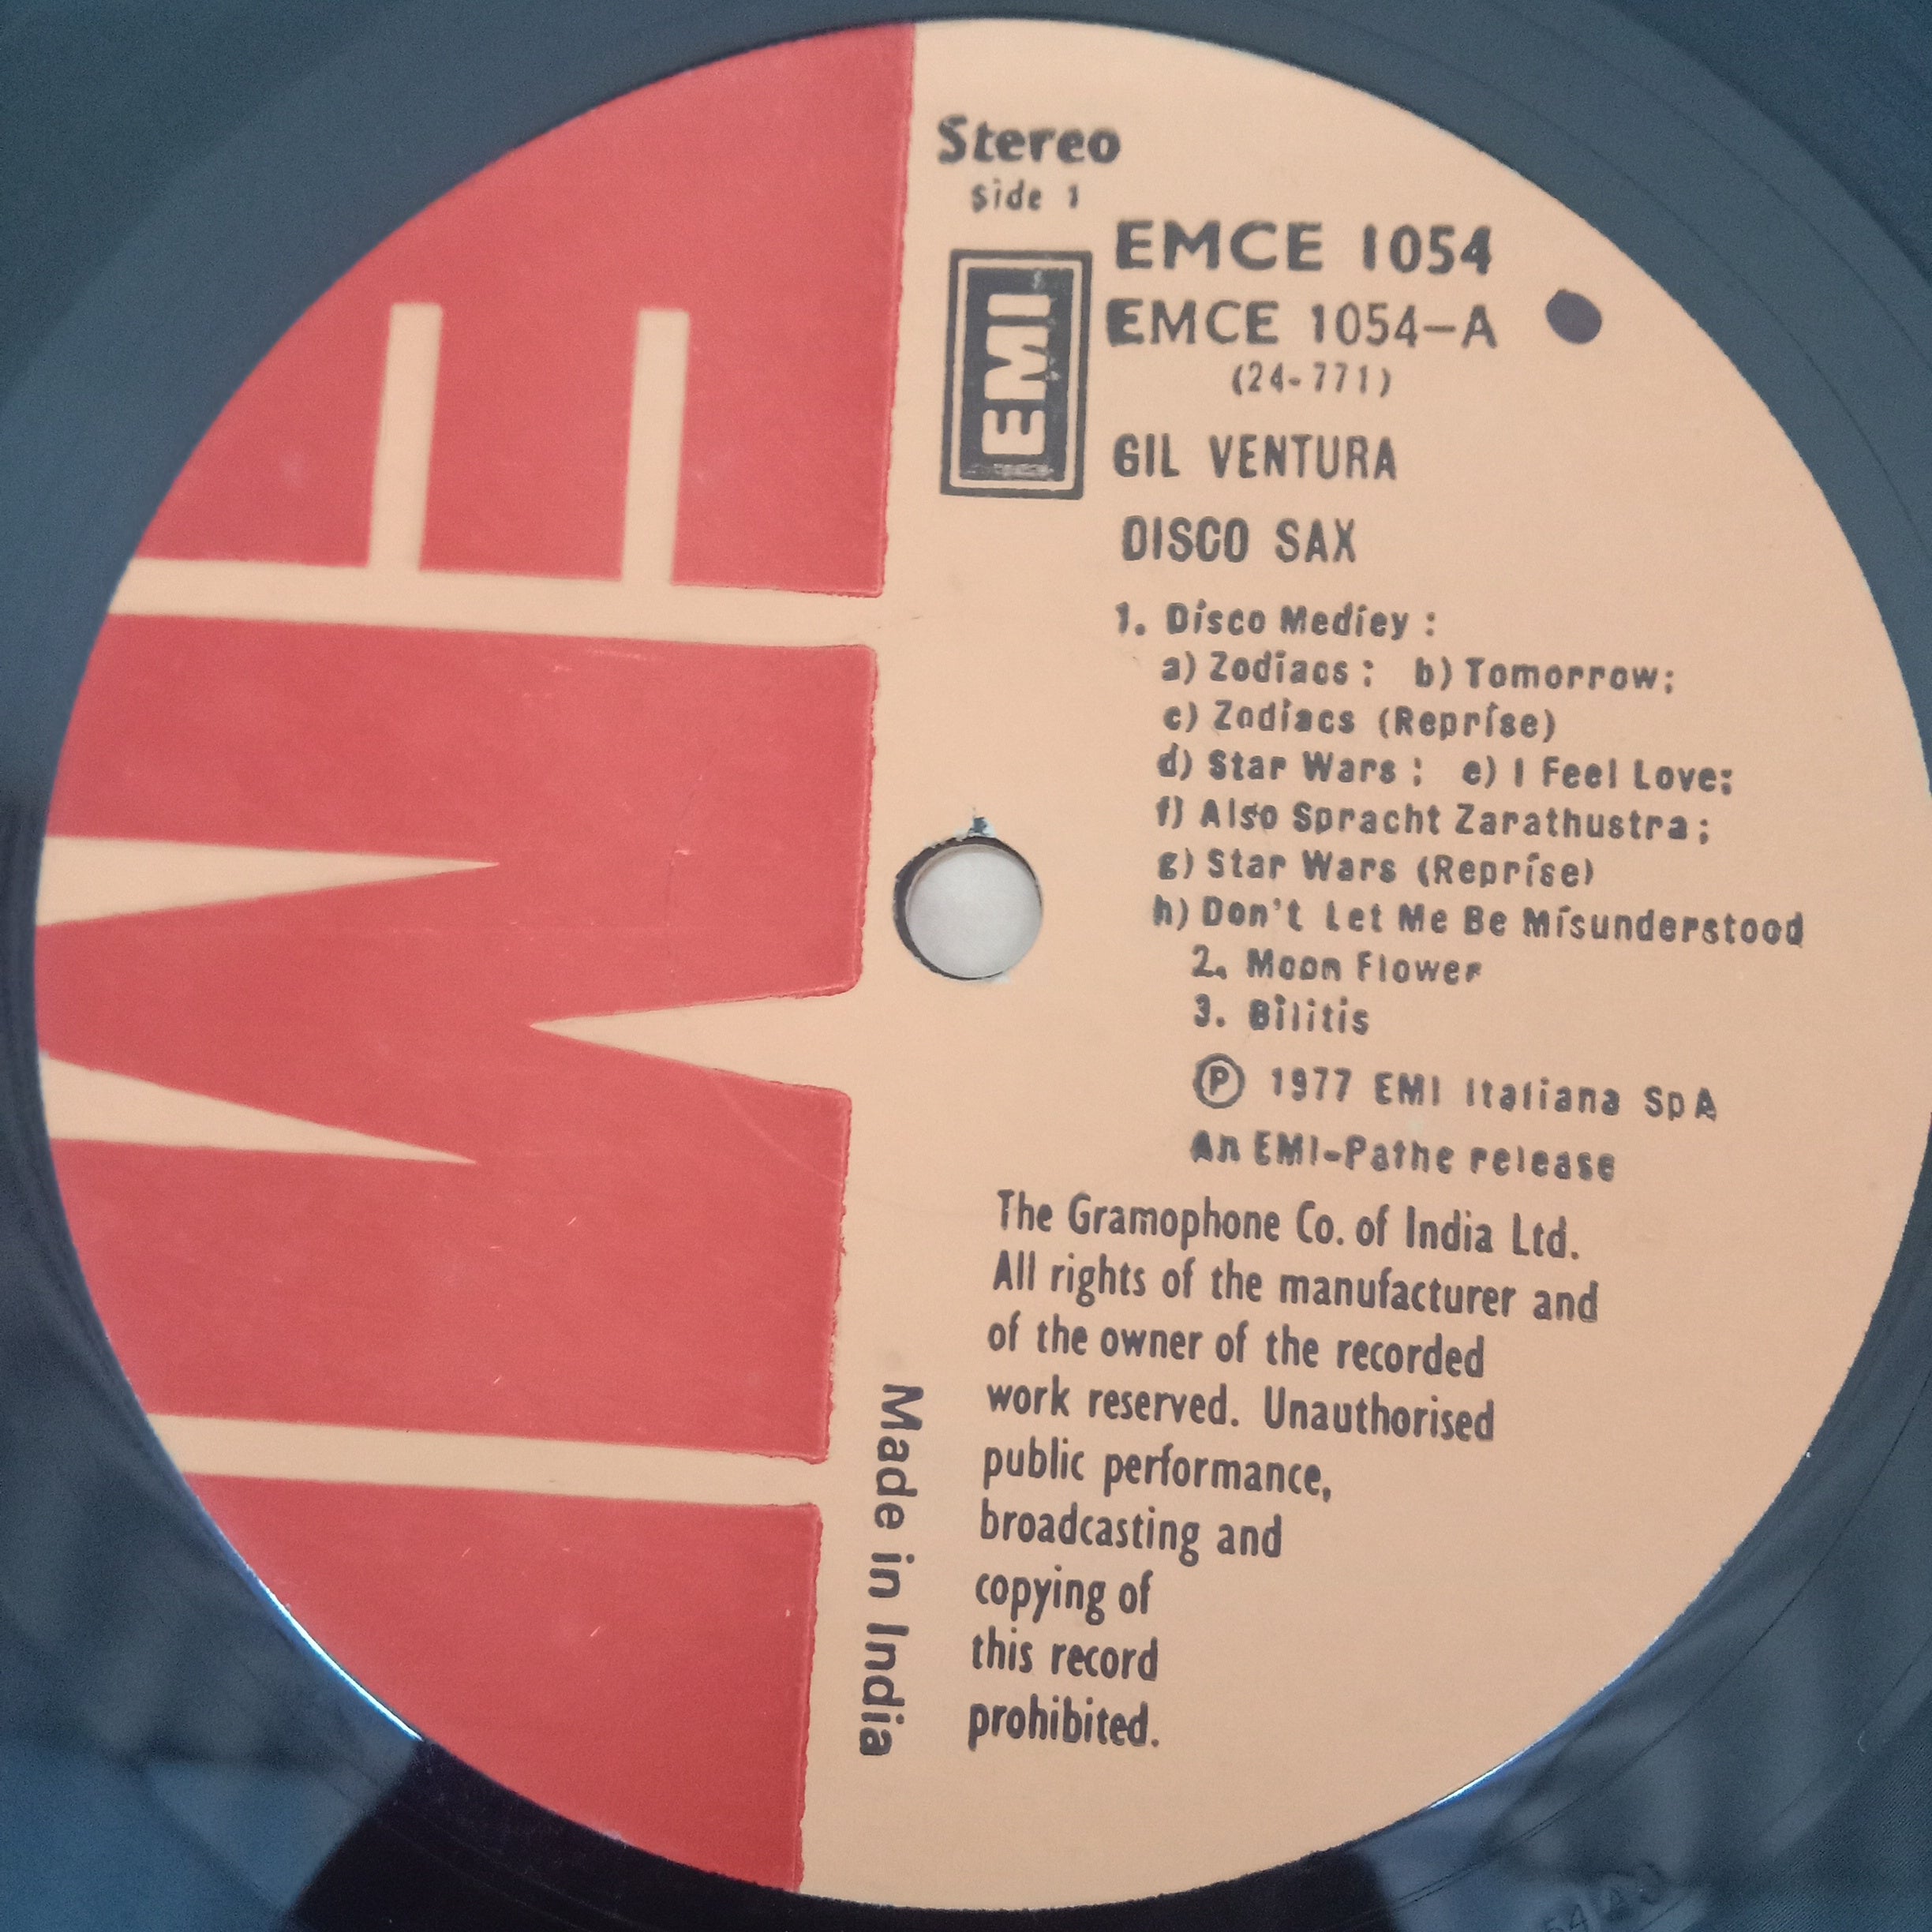 Stereo
Side 1
EMCE 1054
EMCE 1054-A
(24-771)
EMI
GIL VENTURA
DISCO SAX
1. Disco Medley :
a) Zodiacs : b) Tomorrow;
c) Zodiacs (Reprise)
d) Star Wars ; e) I Feel Love;
f) Also Spracht Zarathustra ;
g) Star Wars (Reprise)
h) Don't Let Me Be Misunderstood
2. Moon Flower
3. Bilitis
Ⓟ 1977 EMI Italiana SpA
An EMI-Pathe release
The Gramophone Co. of India Ltd.
All rights of the manufacturer and
of the owner of the recorded
work reserved. Unauthorised
public performance,
broadcasting and
copying of
this record
prohibited.
Made in India
EMI